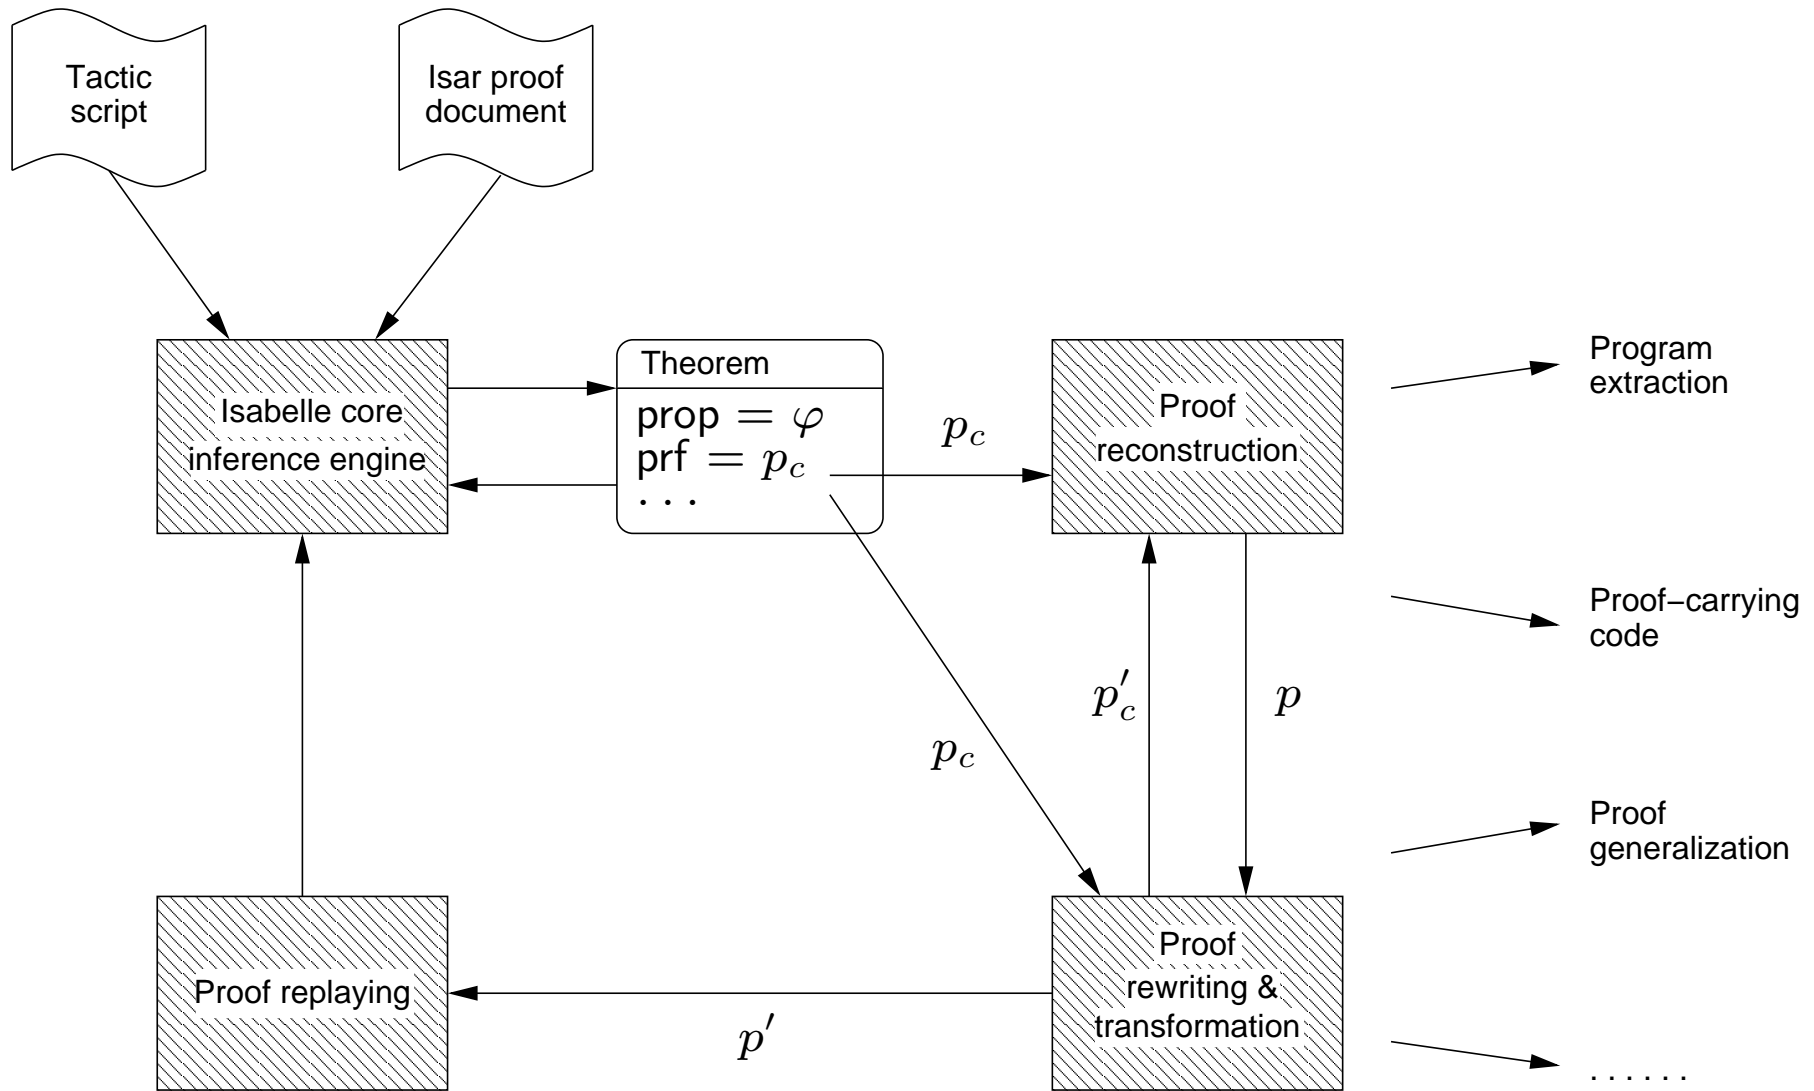 Tactic
script
Isar proof
document
Isabelle core
inference engine
Theorem
prop = φ
prf = p_c
. . .
p_c
Proof
reconstruction
Program
extraction
Proof–carrying
code
p'_c
p
p_c
Proof
generalization
Proof replaying
p'
Proof
rewriting &
transformation
. . . . . .